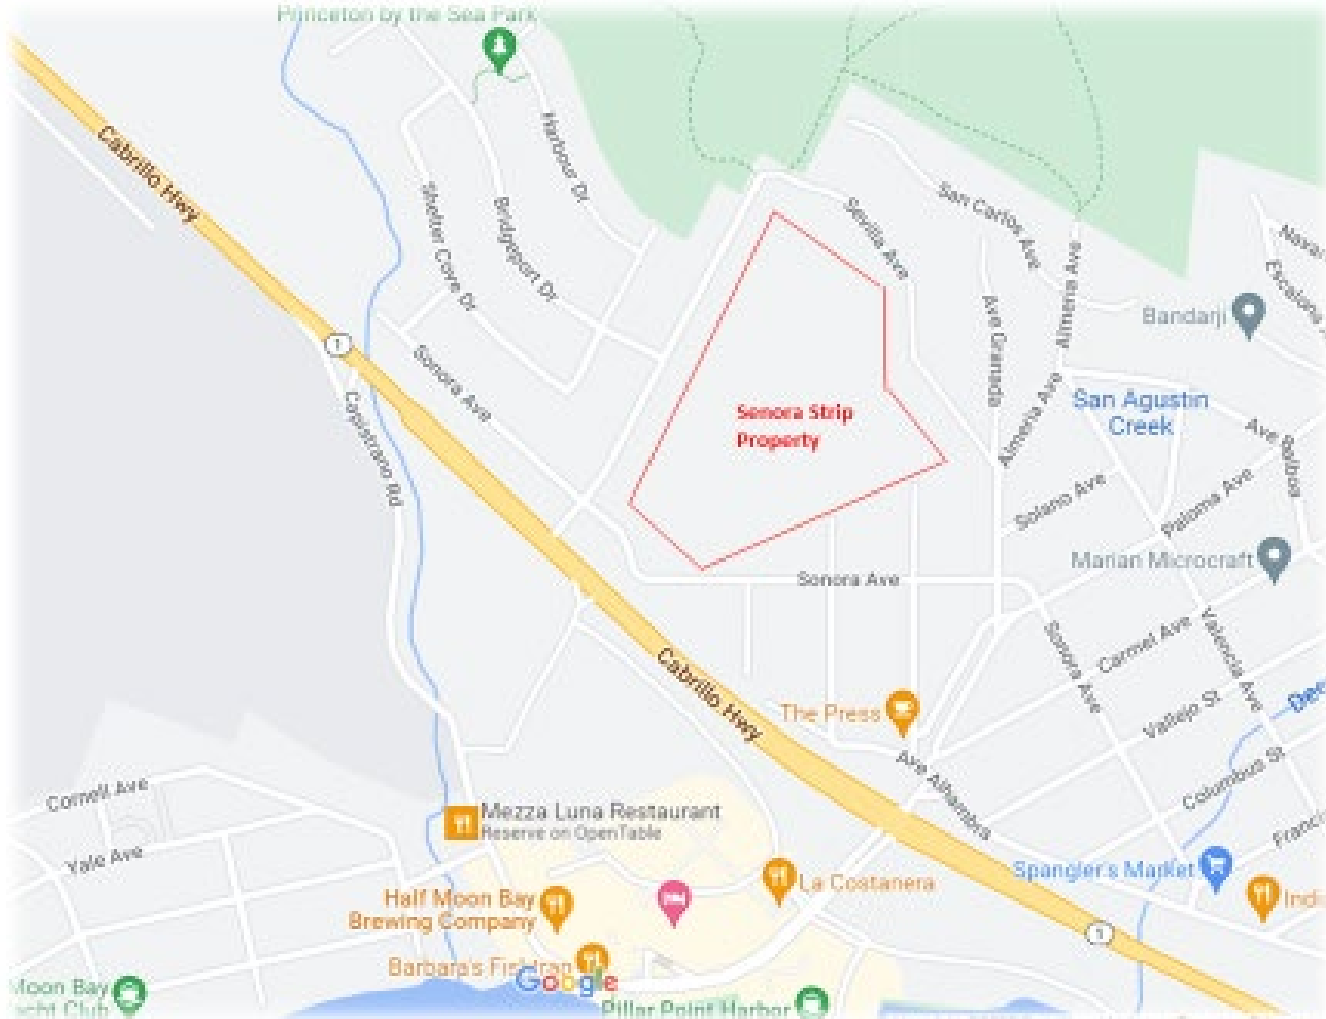 Princeton by the Sea Park
Cabrillo Hwy
Harbour Dr
Shelter Cove Dr
Bridgeport Dr
Sevilla Ave
San Carlos Ave
Almeria Ave
Ave Granada
Escalona
Bandarji
1
Sonora Ave
Capistrano Rd
Senora Strip
Property
San Agustin
Creek
Almeria Ave
Ave Balboa
Solano Ave
Paloma Ave
Marian Microcraft
Sonora Ave
Carmel Ave
Valencia Ave
Sonora Ave
Cabrillo Hwy
Vallejo St
The Press
Ave Alhambra
Columbus St
Cornell Ave
Yale Ave
Mezza Luna Restaurant
Reserve on OpenTable
Half Moon Bay
Brewing Company
La Costanera
Spangler's Market
1
Barbara's
Google
Moon Bay
Club
Pillar Point Harbor